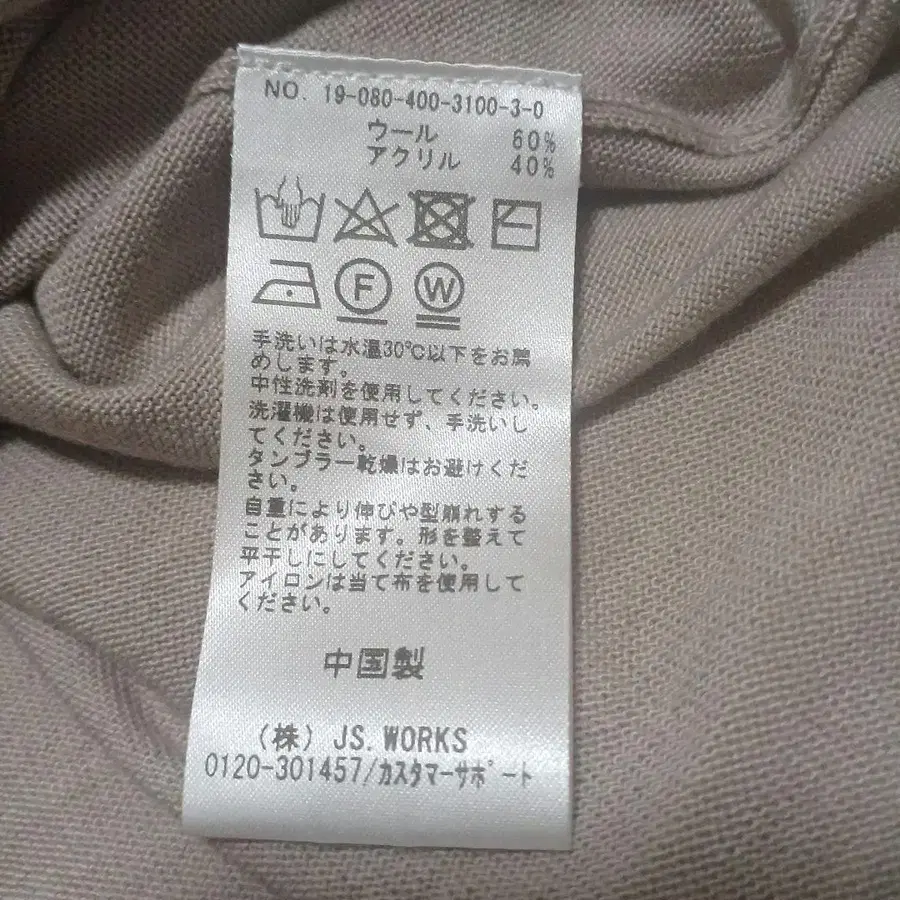 NO. 19-080-400-3100-3-0
ウール 60%
アクリル 40%
F W
手洗いは水温30℃以下をお薦
めします。
中性洗剤を使用してください。
洗濯機は使用せず、手洗いし
てください。
タンブラー乾燥はお避けくだ
さい。
自重により伸びや型崩れする
ことがあります。形を整えて
平干しにしてください。
アイロンは当て布を使用して
ください。
中国製
(株) JS.WORKS
0120-301457/カスタマーサポート